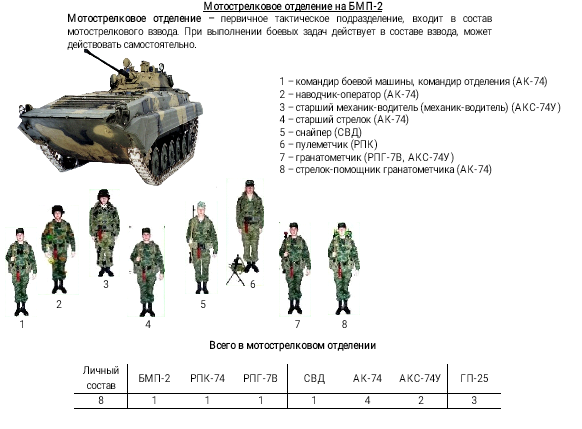 Мотострелковое отделение на БМП-2
Мотострелковое отделение – первичное тактическое подразделение, входит в состав
мотострелкового взвода. При выполнении боевых задач действует в составе взвода, может
действовать самостоятельно.
1 – командир боевой машины, командир отделения (АК-74)
2 – наводчик-оператор (АК-74)
3 – старший механик-водитель (механик-водитель) (АКС-74У)
4 – старший стрелок (АК-74)
5 – снайпер (СВД)
6 – пулеметчик (РПК)
7 – гранатометчик (РПГ-7В, АКС-74У)
8 – стрелок-помощник гранатометчика (АК-74)
1 2 3 4 5 6 7 8
Всего в мотострелковом отделении
Личный состав БМП-2 РПК-74 РПГ-7В СВД АК-74 АКС-74У ГП-25
8 1 1 1 1 4 2 3